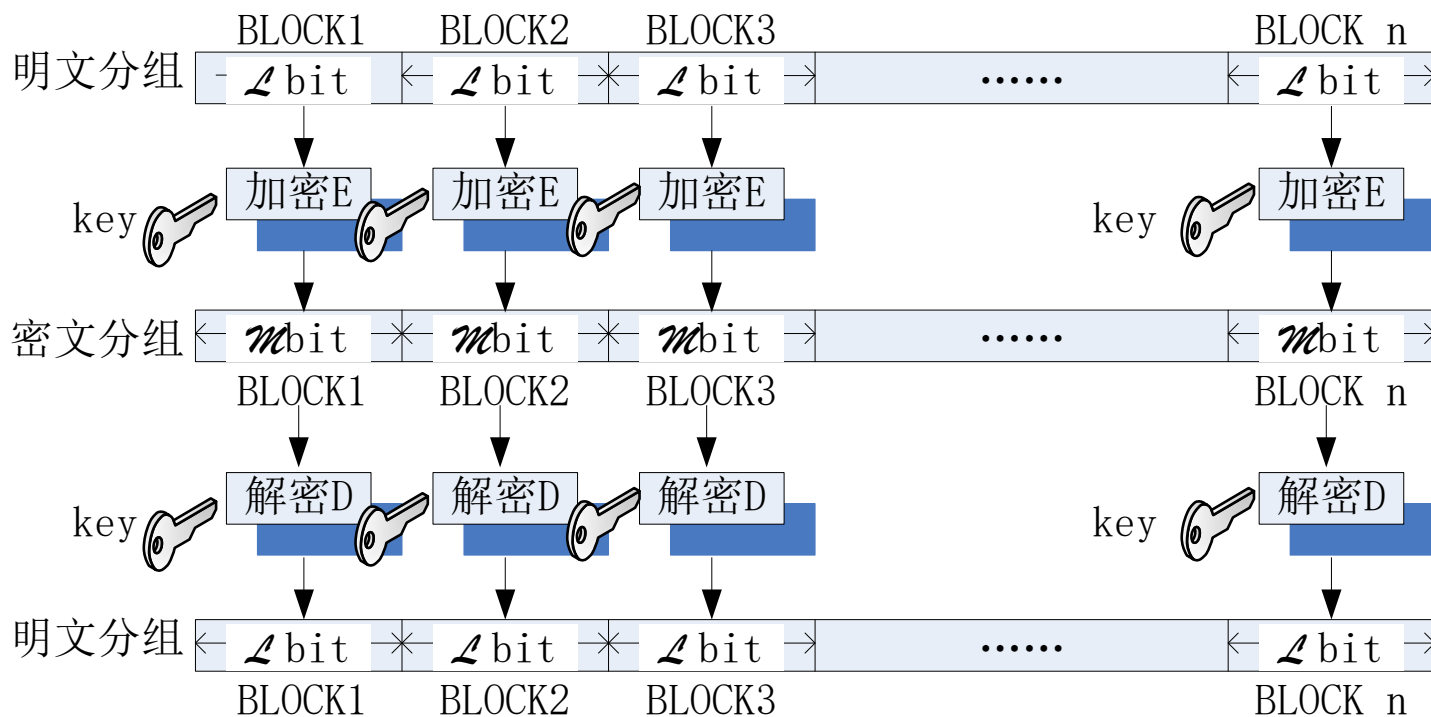 BLOCK1 BLOCK2 BLOCK3 BLOCK n
明文分组 ℒ bit ℒ bit ℒ bit …… ℒ bit
加密E 加密E 加密E 加密E
key key
密文分组 ℳbit ℳbit ℳbit …… ℳbit
BLOCK1 BLOCK2 BLOCK3 BLOCK n
解密D 解密D 解密D 解密D
key key
明文分组 ℒ bit ℒ bit ℒ bit …… ℒ bit
BLOCK1 BLOCK2 BLOCK3 BLOCK n